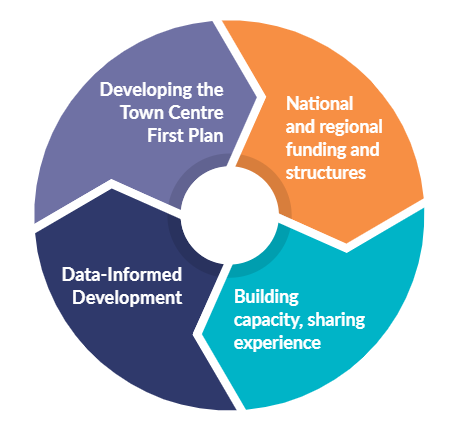 Developing the
Town Centre
First Plan
National
and regional
funding and
structures
Data-Informed
Development
Building
capacity, sharing
experience